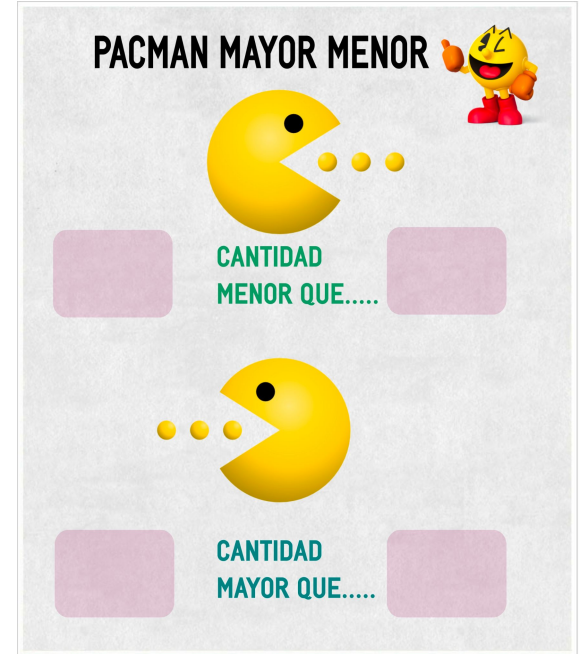 PACMAN MAYOR MENOR
CANTIDAD
MENOR QUE.....
CANTIDAD
MAYOR QUE.....